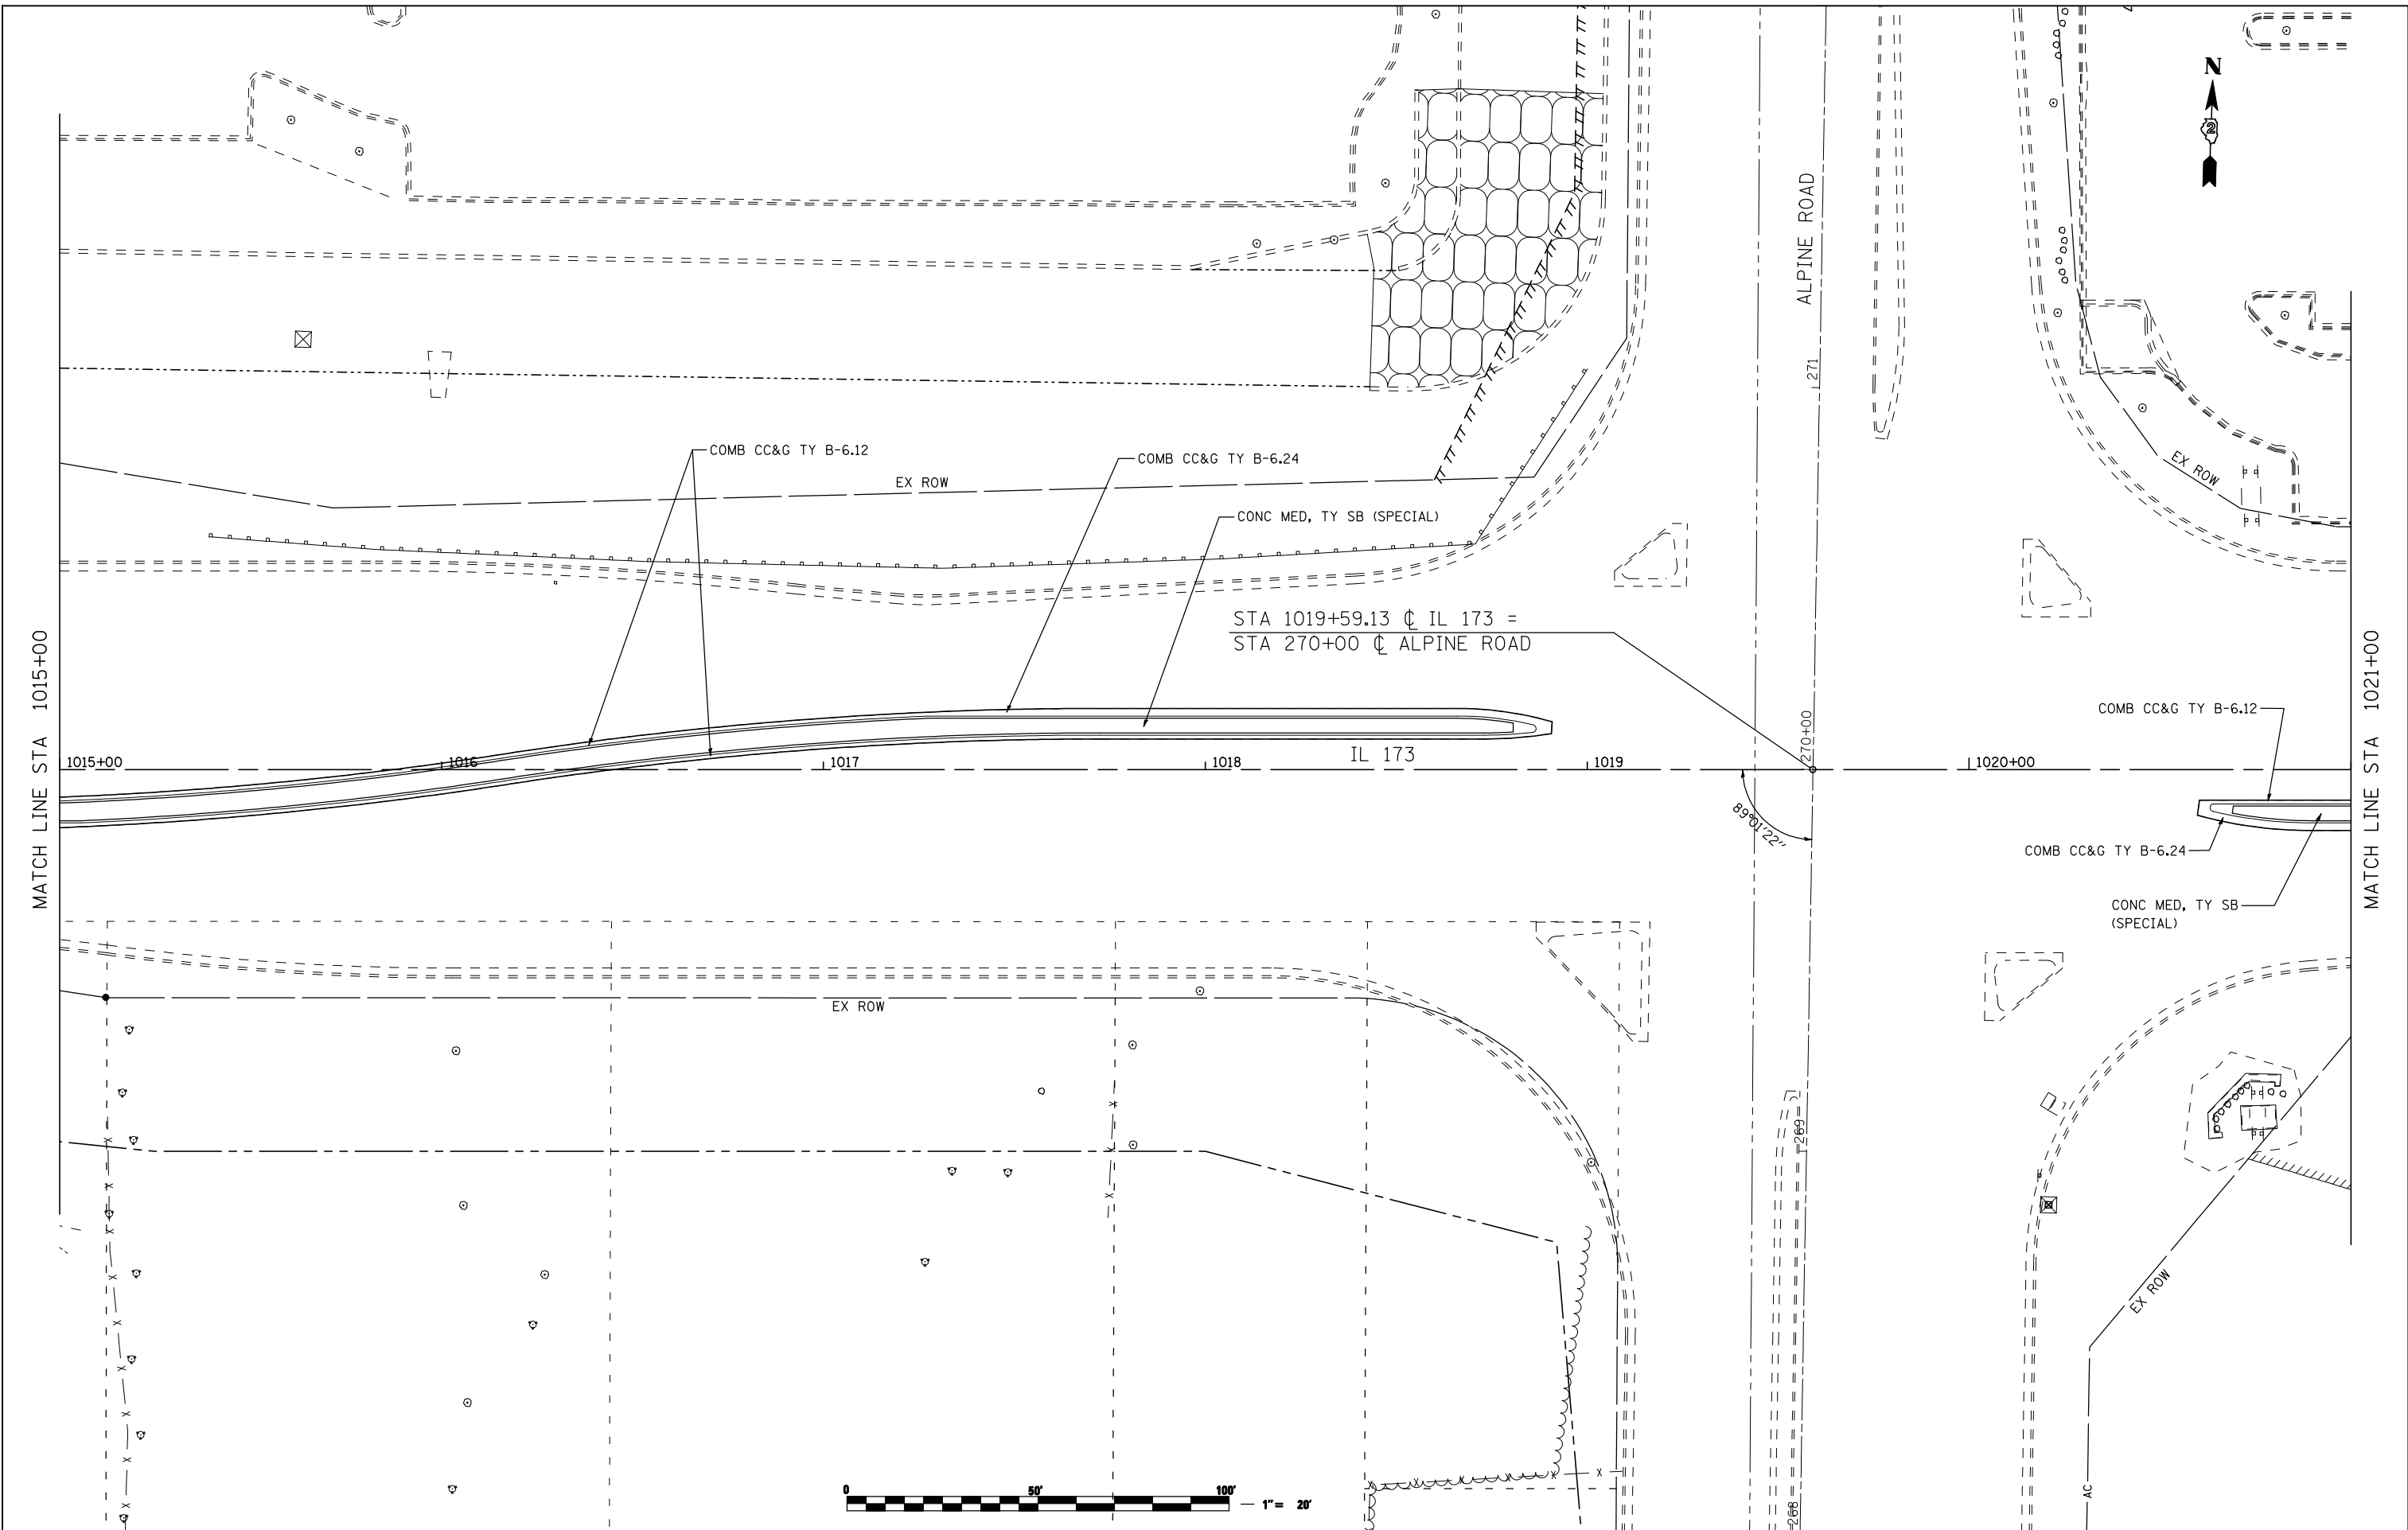 N
2
ALPINE ROAD
271
COMB CC&G TY B-6.12
COMB CC&G TY B-6.24
EX ROW
EX ROW
CONC MED, TY SB (SPECIAL)
STA 1019+59.13 ℄ IL 173 =
STA 270+00 ℄ ALPINE ROAD
MATCH LINE STA 1015+00
MATCH LINE STA 1021+00
270+00
COMB CC&G TY B-6.12
IL 173
1015+00
1016
1017
1018
1019
1020+00
89°01'22"
COMB CC&G TY B-6.24
CONC MED, TY SB
(SPECIAL)
EX ROW
269
EX ROW
AC
268
0 50' 100'
1" = 20'